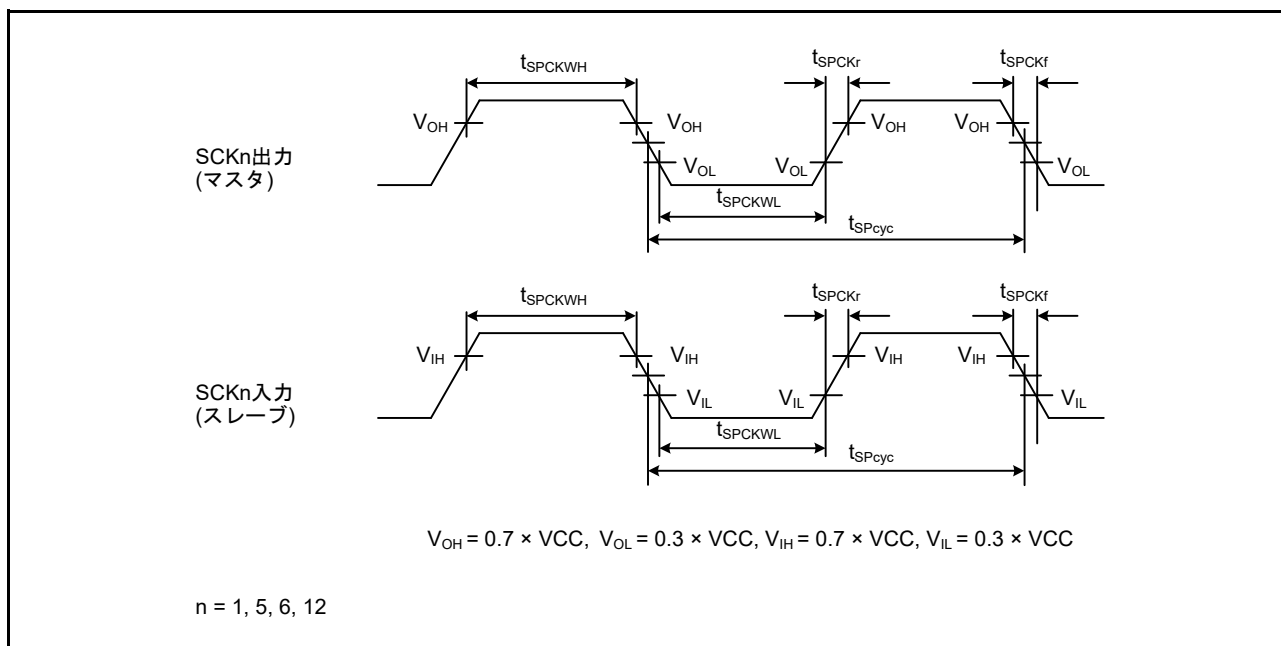 tSPCKWH
tSPCKr
tSPCKf
VOH
VOH
VOH
VOH
SCKn出力
(マスタ)
VOL
VOL
VOL
tSPCKWL
tSPcyc
tSPCKWH
tSPCKr
tSPCKf
VIH
VIH
VIH
VIH
SCKn入力
(スレーブ)
VIL
VIL
VIL
tSPCKWL
tSPcyc
VOH = 0.7 × VCC, VOL = 0.3 × VCC, VIH = 0.7 × VCC, VIL = 0.3 × VCC
n = 1, 5, 6, 12